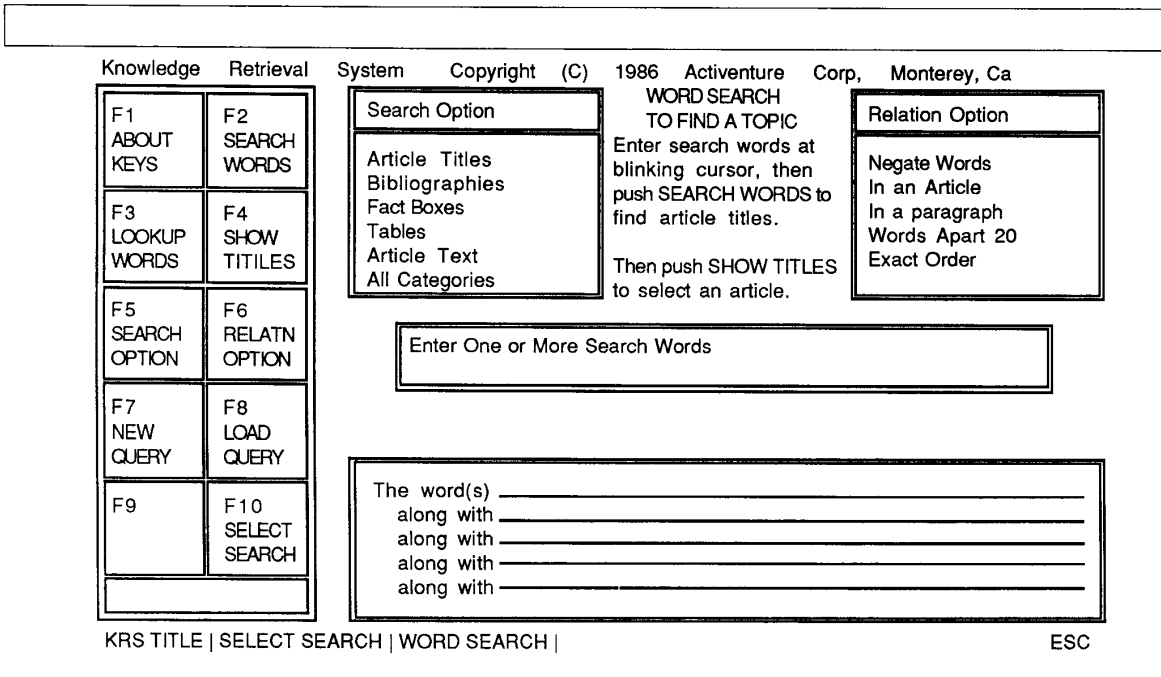 Knowledge Retrieval System Copyright (C) 1986 Activenture Corp, Monterey, Ca
F1
ABOUT
KEYS
F2
SEARCH
WORDS
F3
LOOKUP
WORDS
F4
SHOW
TITILES
F5
SEARCH
OPTION
F6
RELATN
OPTION
F7
NEW
QUERY
F8
LOAD
QUERY
F9
F10
SELECT
SEARCH
Search Option
Article Titles
Bibliographies
Fact Boxes
Tables
Article Text
All Categories
WORD SEARCH
TO FIND A TOPIC
Enter search words at
blinking cursor, then
push SEARCH WORDS to
find article titles.
Then push SHOW TITLES
to select an article.
Relation Option
Negate Words
In an Article
In a paragraph
Words Apart 20
Exact Order
Enter One or More Search Words
The word(s)
along with
along with
along with
along with
KRS TITLE | SELECT SEARCH | WORD SEARCH |
ESC